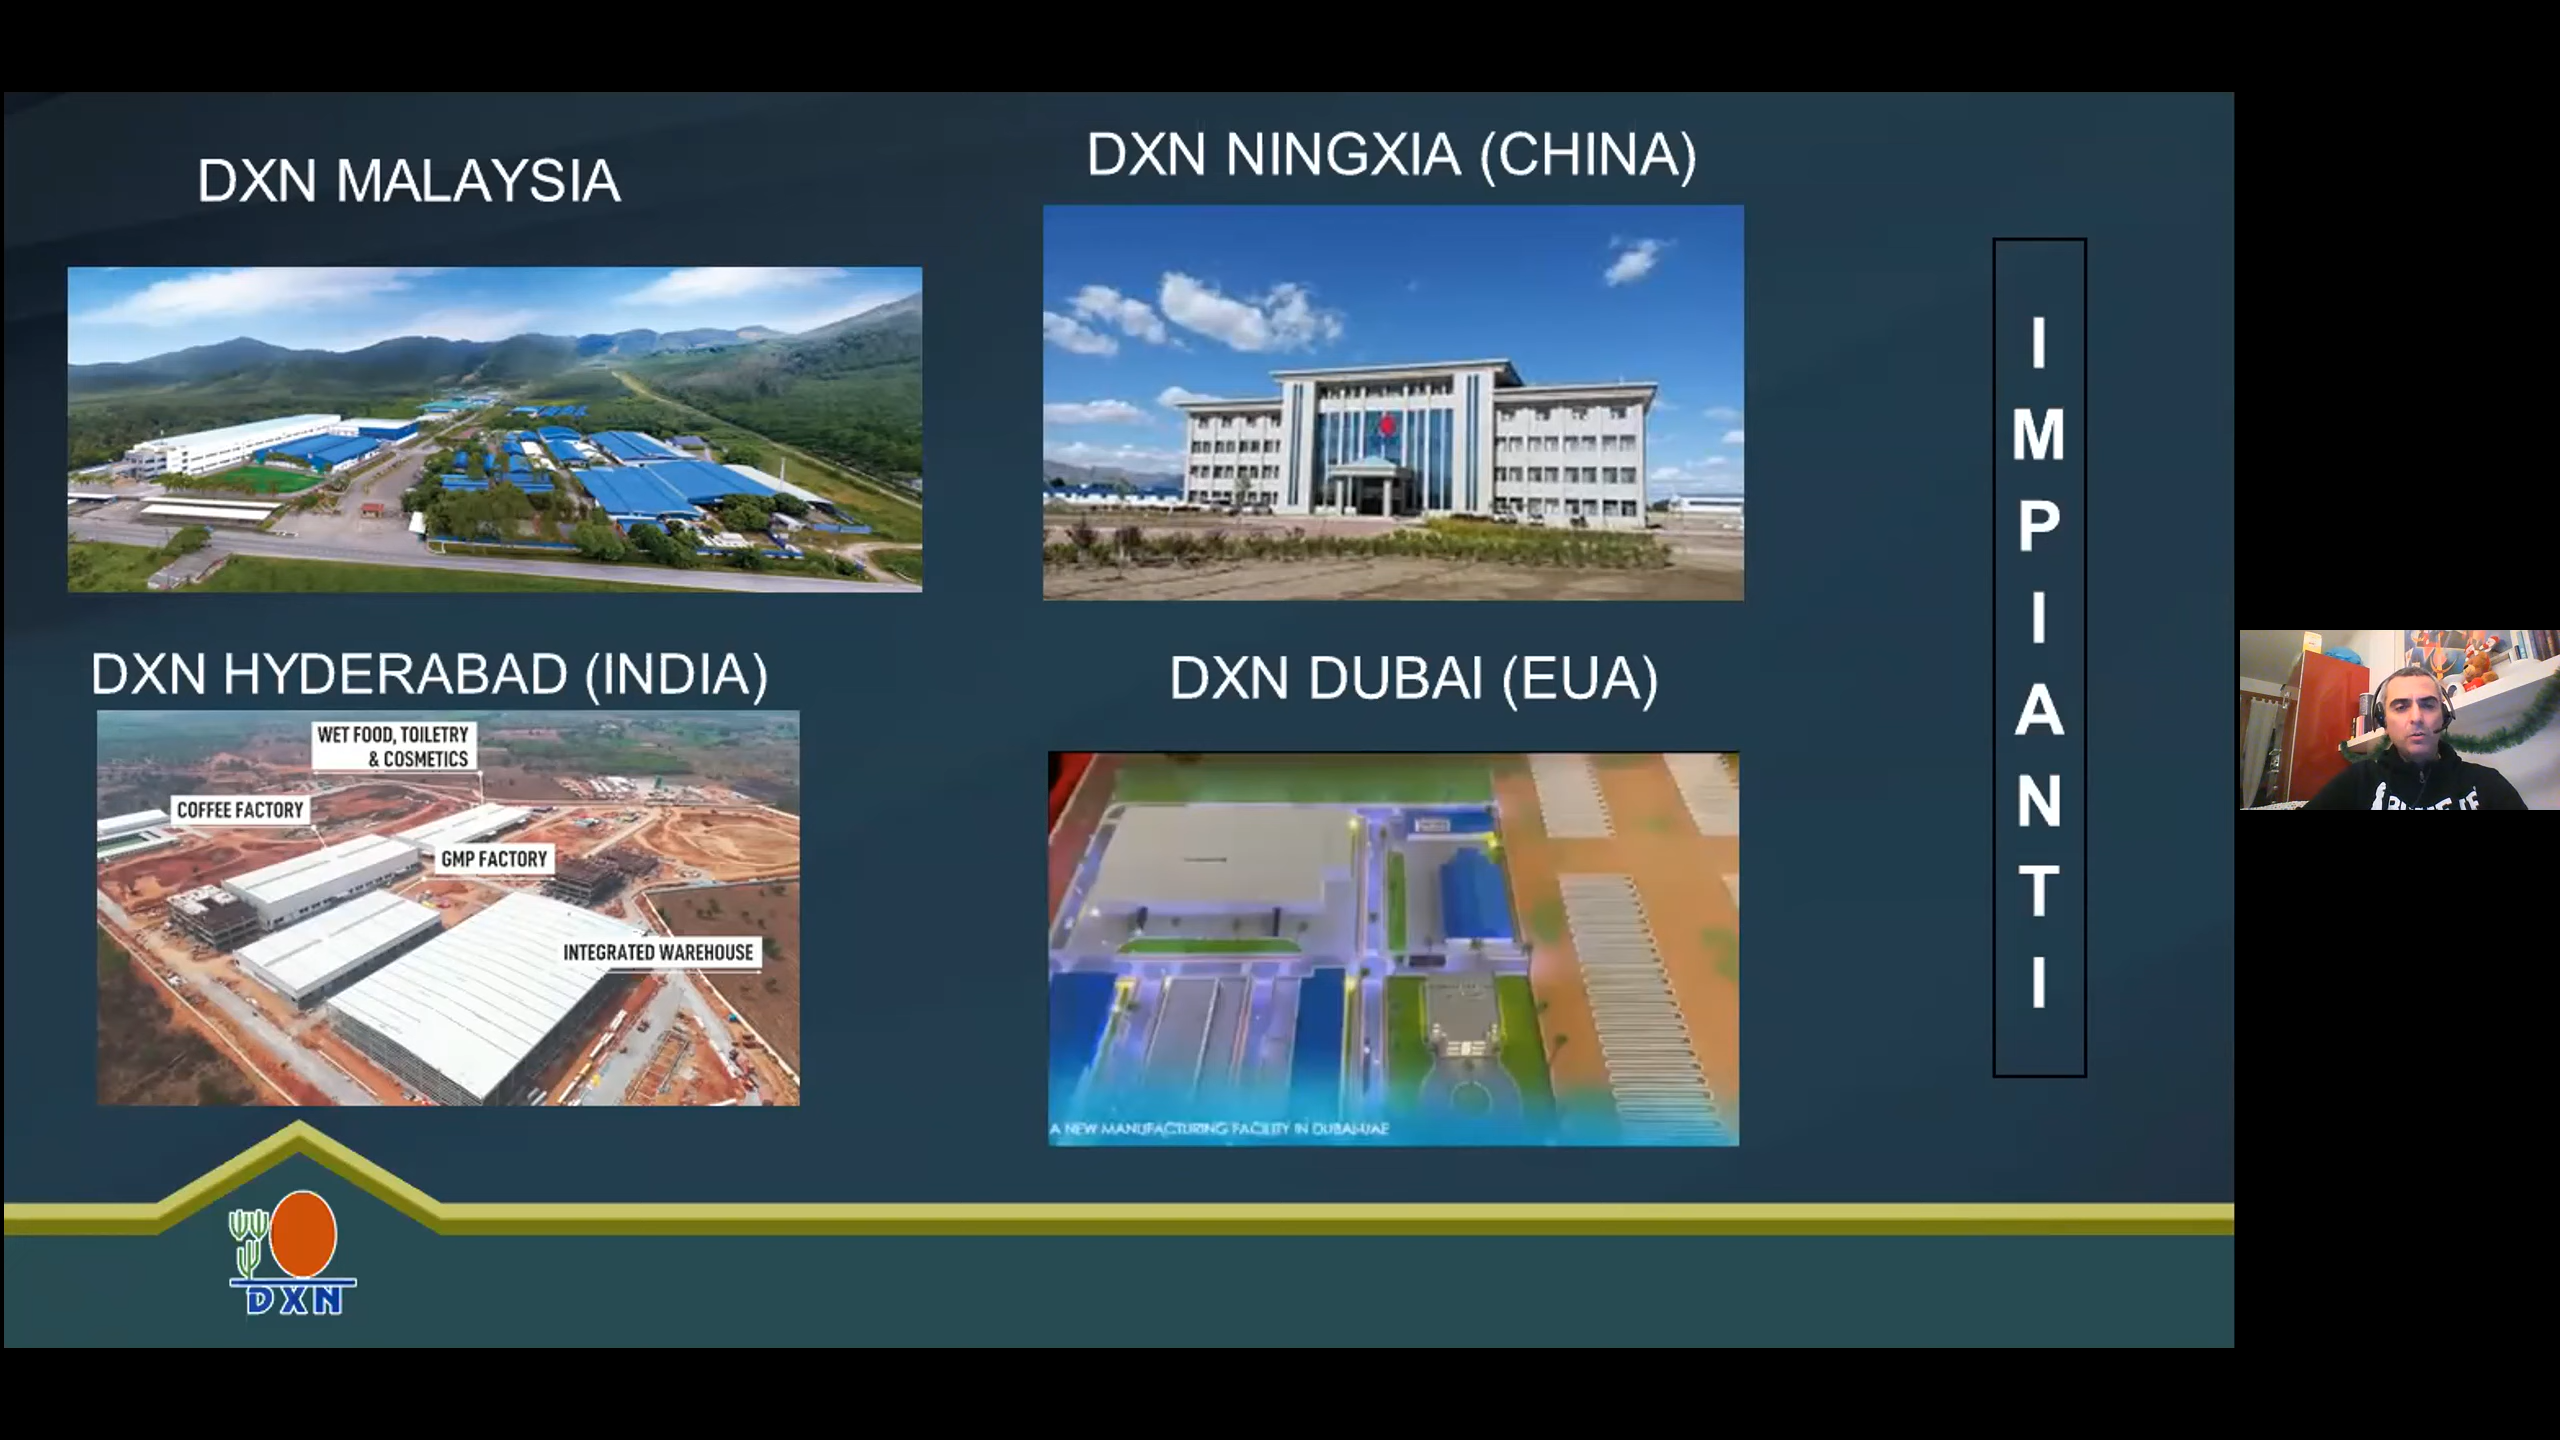 DXN MALAYSIA
DXN NINGXIA (CHINA)
DXN HYDERABAD (INDIA)
WET FOOD, TOILETRY
& COSMETICS
COFFEE FACTORY
GMP FACTORY
INTEGRATED WAREHOUSE
DXN DUBAI (EUA)
A NEW MANUFACTURING FACILITY IN DUBAI-UAE
I
M
P
I
A
N
T
I
DXN